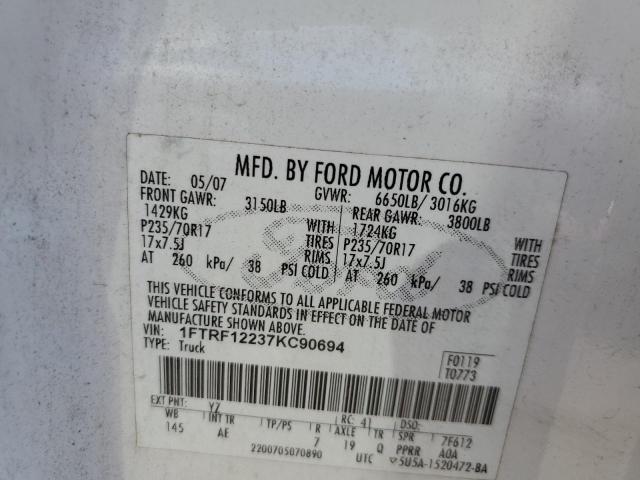 MFD. BY FORD MOTOR CO.
DATE: 05/07 GVWR: 6650LB/ 3016KG
FRONT GAWR: 3150LB REAR GAWR: 3800LB
1429KG WITH 1724KG WITH
P235/70R17 TIRES P235/70R17 TIRES
17x7.5J RIMS 17x7.5J RIMS
AT 260 kPa/ 38 PSI COLD AT 260 kPa/ 38 PSI COLD
Ford
THIS VEHICLE CONFORMS TO ALL APPLICABLE FEDERAL MOTOR
VEHICLE SAFETY STANDARDS IN EFFECT ON THE DATE OF
MANUFACTURE SHOWN ABOVE.
VIN: 1FTRF12237KC90694
TYPE: Truck
F0119
T0773
EXT PNT: YZ RC: 41 DSO:
WB INT TR TP/PS R AXLE TR SPR 7F612
145 AE 7 19 Q PPRR A0A
2200705070890 UTC ▽5U5A-1520472-BA